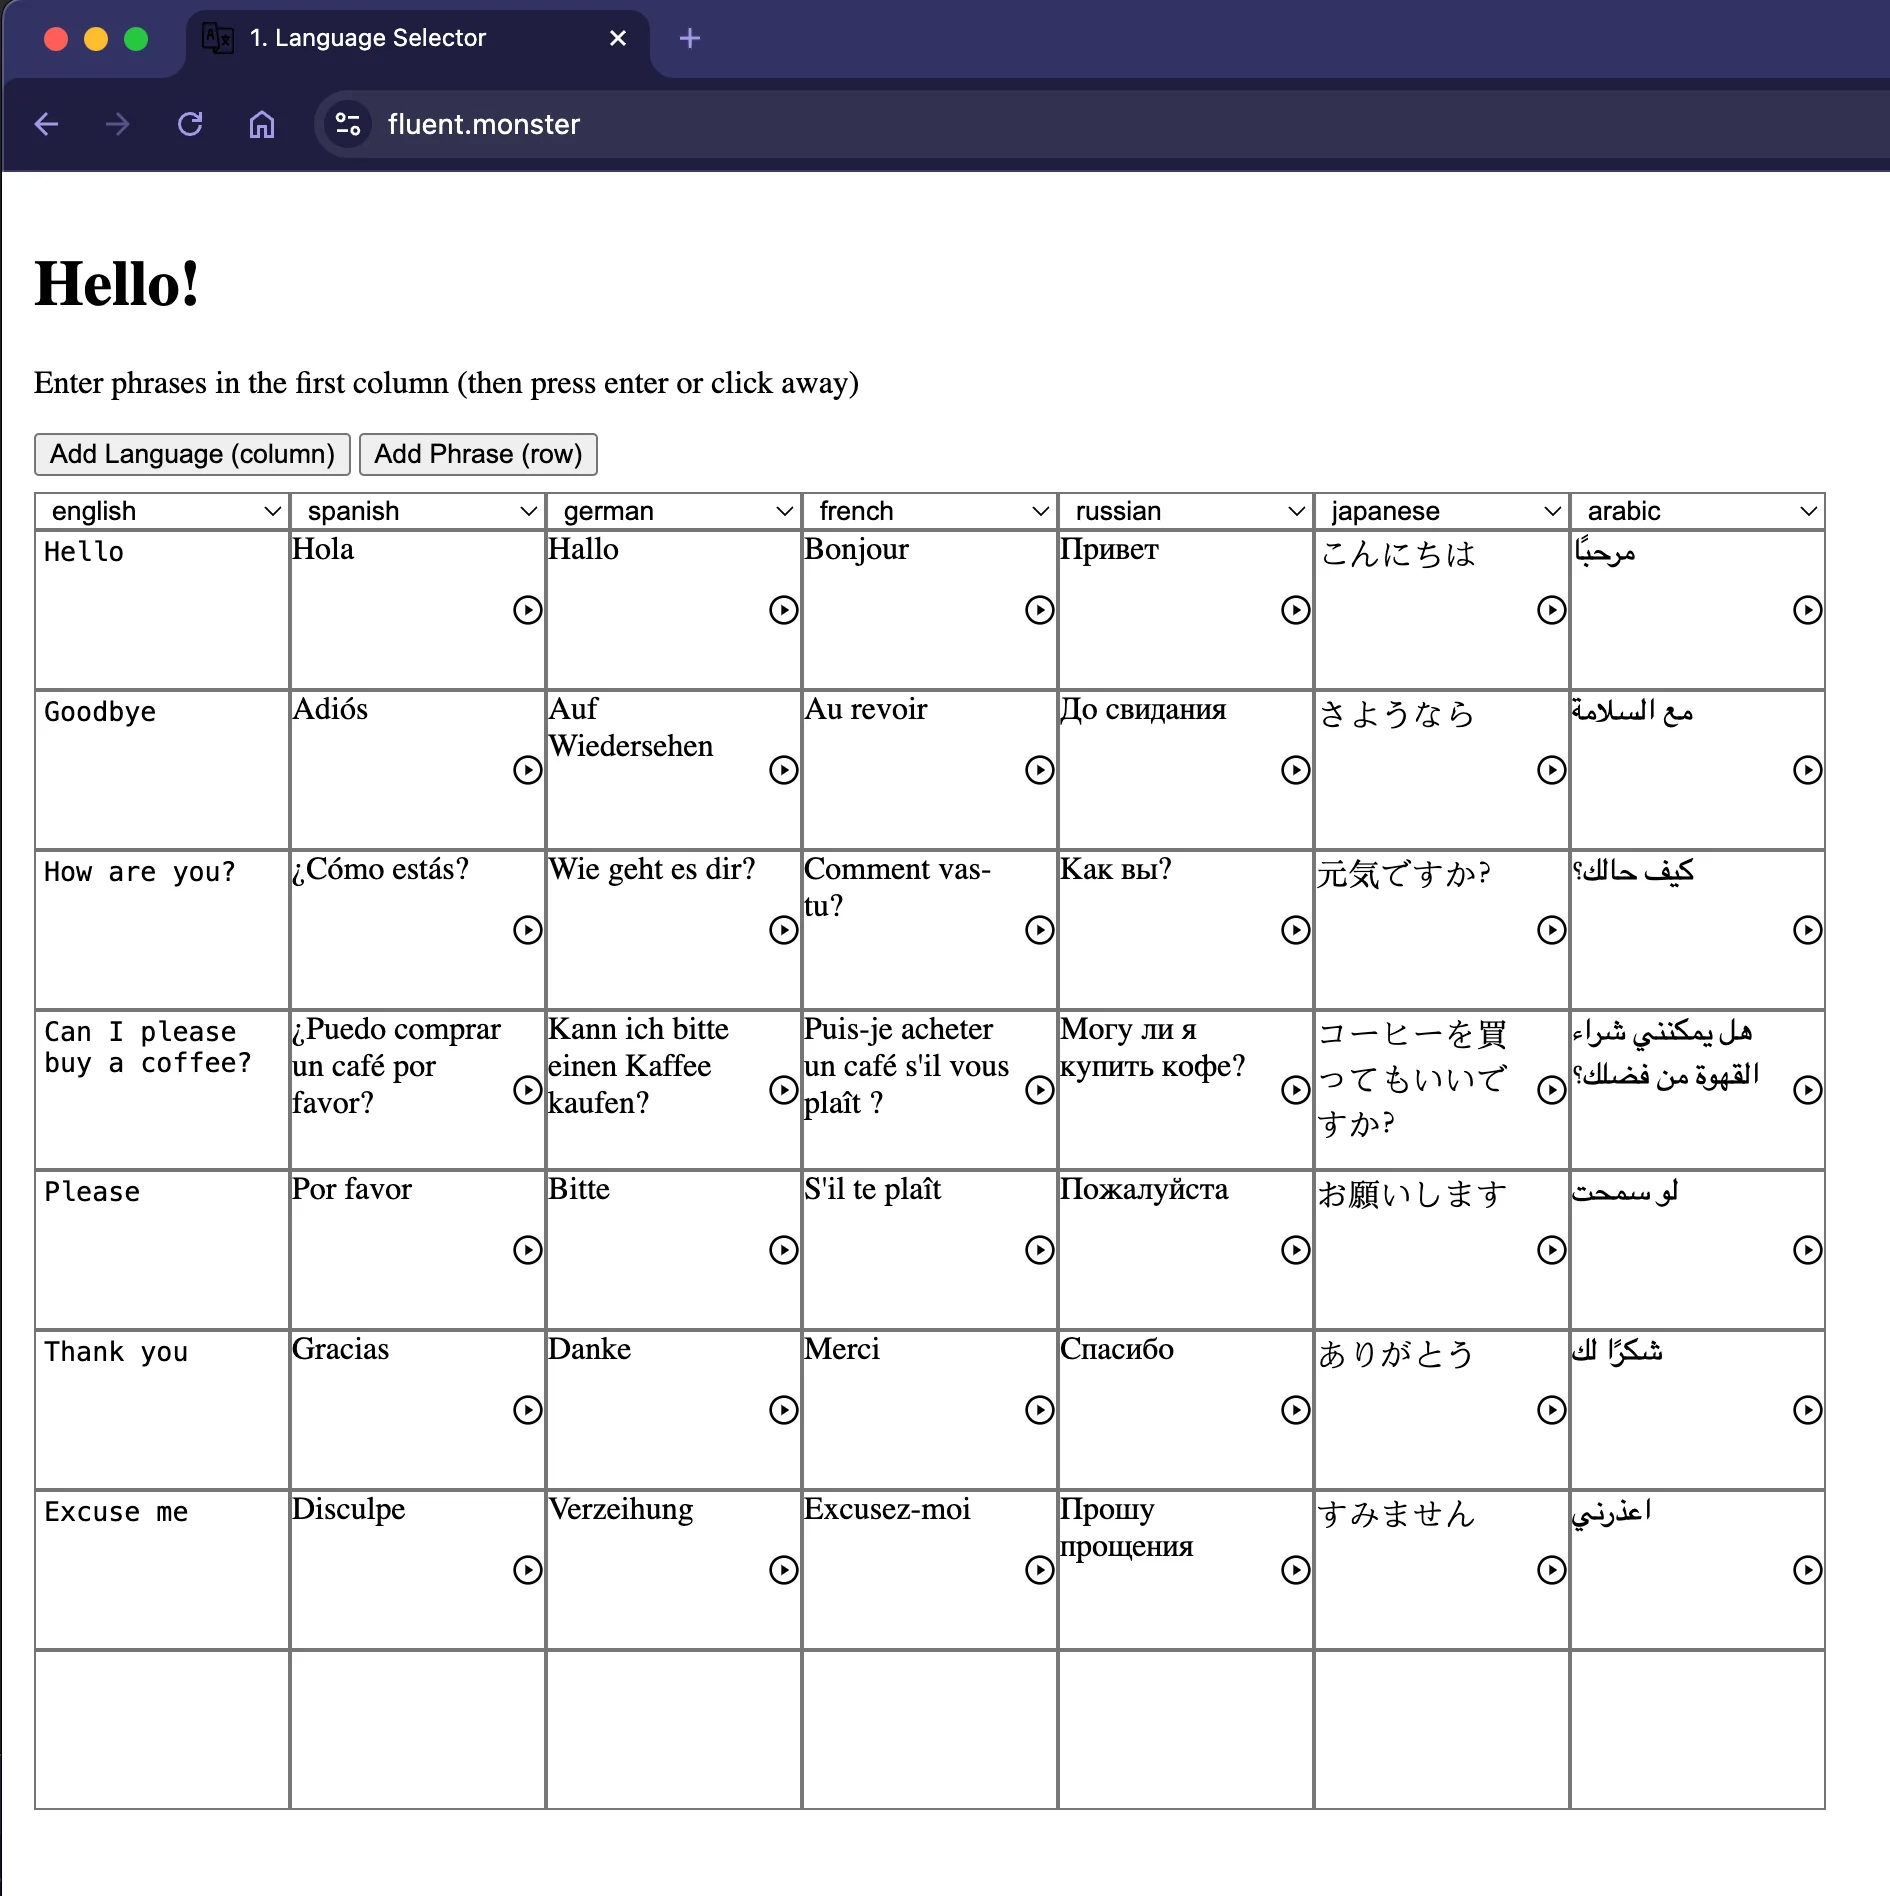 1. Language Selector
fluent.monster
Hello!
Enter phrases in the first column (then press enter or click away)
Add Language (column) Add Phrase (row)
english spanish german french russian japanese arabic
Hello Hola Hallo Bonjour Привет こんにちは مرحبًا
Goodbye Adiós Auf Au revoir До свидания さようなら مع السلامة
Wiedersehen
How are you? ¿Cómo estás? Wie geht es dir? Comment vas- Как вы? 元気ですか? كيف حالك؟
tu?
Can I please ¿Puedo comprar Kann ich bitte Puis-je acheter Могу ли я コーヒーを買 هل يمكنني شراء
buy a coffee? un café por einen Kaffee un café s'il vous купить кофе? ってもいいで القهوة من فضلك؟
favor? kaufen? plaît ? すか?
Please Por favor Bitte S'il te plaît Пожалуйста お願いします لو سمحت
Thank you Gracias Danke Merci Спасибо ありがとう شكرًا لك
Excuse me Disculpe Verzeihung Excusez-moi Прошу すみません اعذرني
прощения